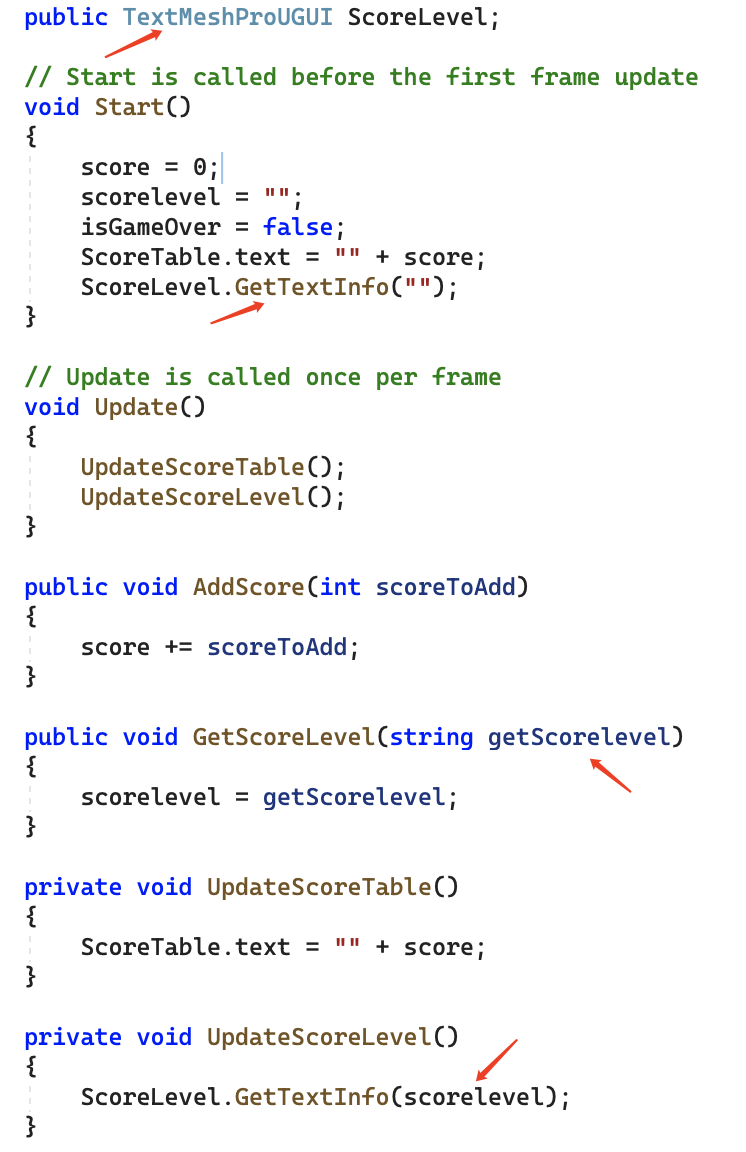 public TextMeshProUGUI ScoreLevel;
// Start is called before the first frame update
void Start()
{
score = 0;
scorelevel = "";
isGameOver = false;
ScoreTable.text = "" + score;
ScoreLevel.GetTextInfo("");
}
// Update is called once per frame
void Update()
{
UpdateScoreTable();
UpdateScoreLevel();
}
public void AddScore(int scoreToAdd)
{
score += scoreToAdd;
}
public void GetScoreLevel(string getScorelevel)
{
scorelevel = getScorelevel;
}
private void UpdateScoreTable()
{
ScoreTable.text = "" + score;
}
private void UpdateScoreLevel()
{
ScoreLevel.GetTextInfo(scorelevel);
}